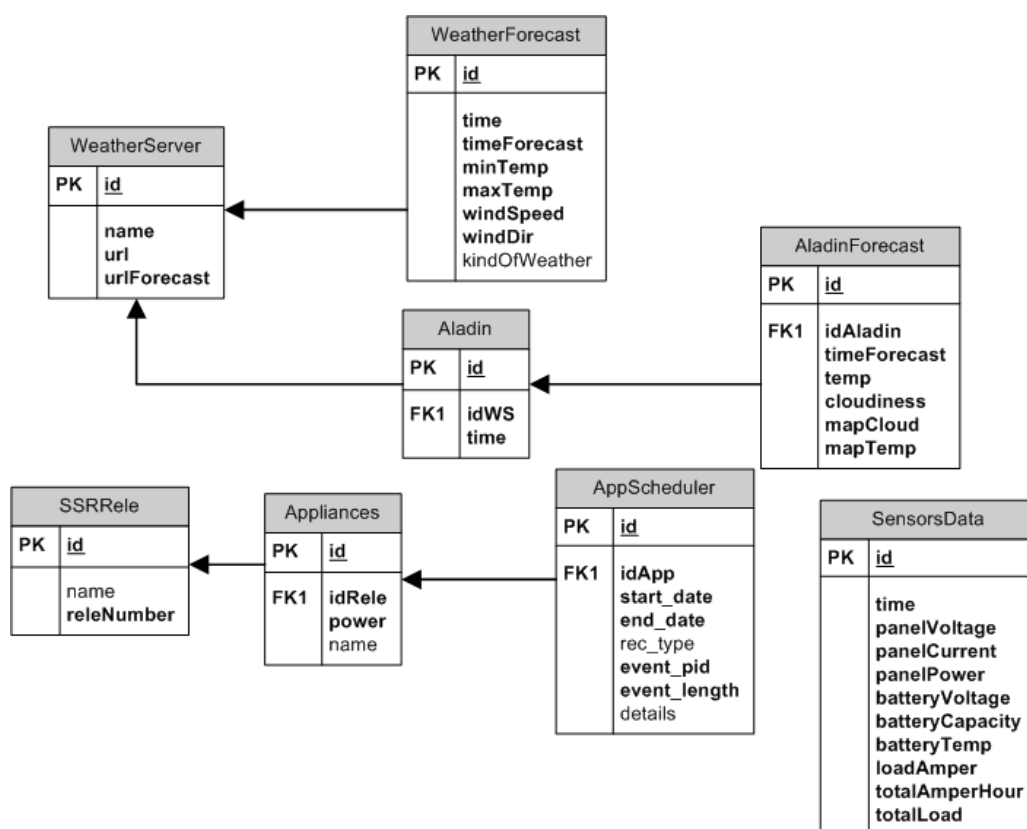 WeatherForecast
PK id
time
timeForecast
minTemp
maxTemp
windSpeed
windDir
kindOfWeather
WeatherServer
PK id
name
url
urlForecast
AladinForecast
PK id
FK1 idAladin
timeForecast
temp
cloudiness
mapCloud
mapTemp
Aladin
PK id
FK1 idWS
time
SSRRele
PK id
name
releNumber
Appliances
PK id
FK1 idRele
power
name
AppScheduler
PK id
FK1 idApp
start_date
end_date
rec_type
event_pid
event_length
details
SensorsData
PK id
time
panelVoltage
panelCurrent
panelPower
batteryVoltage
batteryCapacity
batteryTemp
loadAmper
totalAmperHour
totalLoad